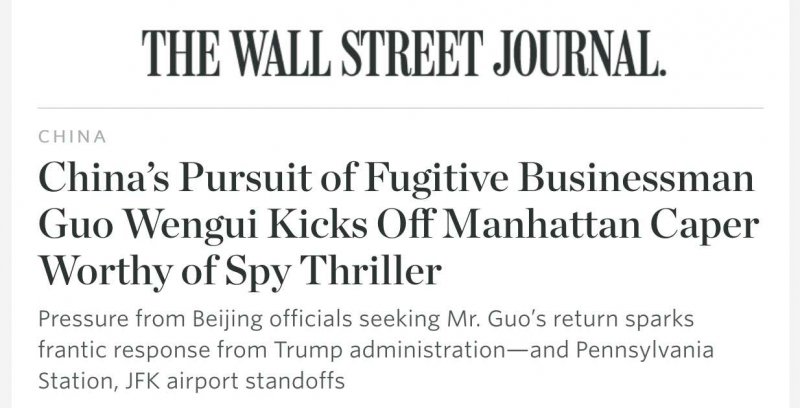 THE WALL STREET JOURNAL.
CHINA
China’s Pursuit of Fugitive Businessman
Guo Wengui Kicks Off Manhattan Caper
Worthy of Spy Thriller
Pressure from Beijing officials seeking Mr. Guo’s return sparks
frantic response from Trump administration—and Pennsylvania
Station, JFK airport standoffs